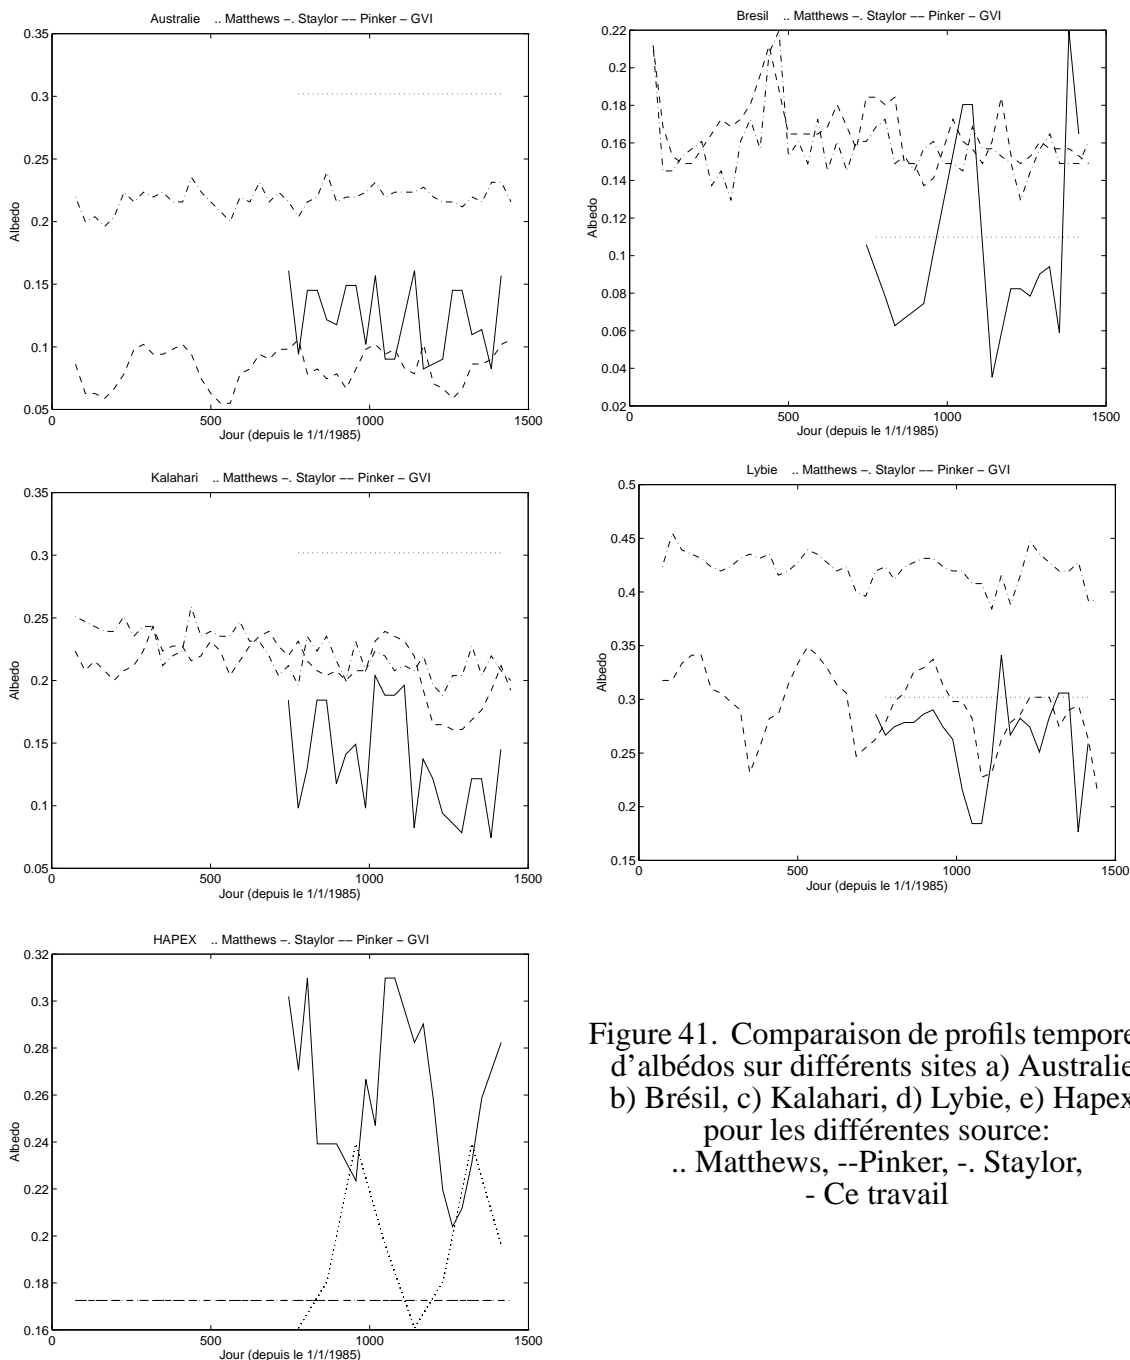 Australie .. Matthews -. Staylor -- Pinker - GVI
0.35
0.3
0.25
0.2
0.15
0.1
0.05
Albedo
0 500 1000 1500
Jour (depuis le 1/1/1985)
Bresil .. Matthews -. Staylor -- Pinker - GVI
0.22
0.2
0.18
0.16
0.14
0.12
0.1
0.08
0.06
0.04
0.02
Albedo
0 500 1000 1500
Jour (depuis le 1/1/1985)
Kalahari .. Matthews -. Staylor -- Pinker - GVI
0.35
0.3
0.25
0.2
0.15
0.1
0.05
Albedo
0 500 1000 1500
Jour (depuis le 1/1/1985)
Lybie .. Matthews -. Staylor -- Pinker - GVI
0.5
0.45
0.4
0.35
0.3
0.25
0.2
0.15
Albedo
0 500 1000 1500
Jour (depuis le 1/1/1985)
HAPEX .. Matthews -. Staylor -- Pinker - GVI
0.32
0.3
0.28
0.26
0.24
0.22
0.2
0.18
0.16
Albedo
0 500 1000 1500
Jour (depuis le 1/1/1985)
Figure 41. Comparaison de profils tempore
d'albédos sur différents sites a) Australie
b) Brésil, c) Kalahari, d) Lybie, e) Hapex
pour les différentes source:
.. Matthews, --Pinker, -. Staylor,
- Ce travail